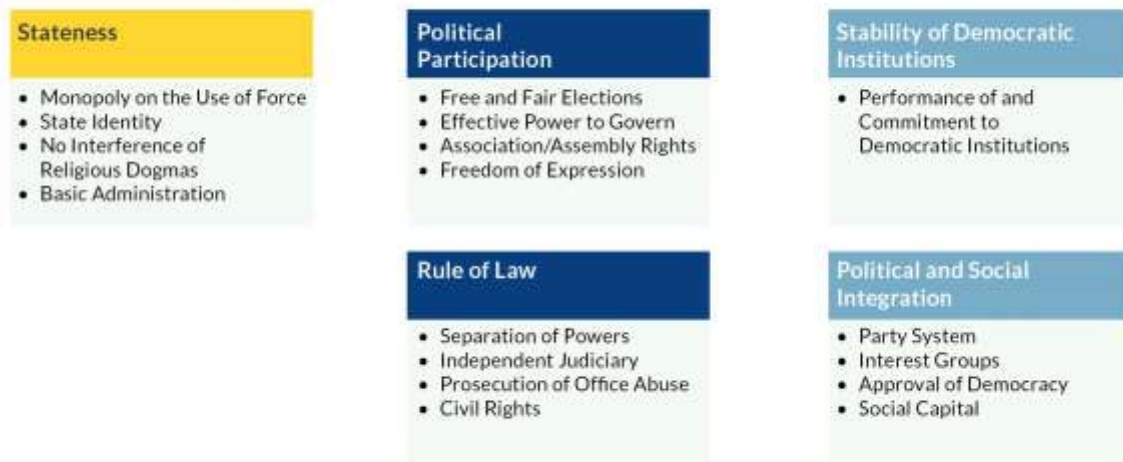 Stateness
• Monopoly on the Use of Force
• State Identity
• No Interference of
Religious Dogmas
• Basic Administration
Political
Participation
• Free and Fair Elections
• Effective Power to Govern
• Association/Assembly Rights
• Freedom of Expression
Stability of Democratic
Institutions
• Performance of and
Commitment to
Democratic Institutions
Rule of Law
• Separation of Powers
• Independent Judiciary
• Prosecution of Office Abuse
• Civil Rights
Political and Social
Integration
• Party System
• Interest Groups
• Approval of Democracy
• Social Capital